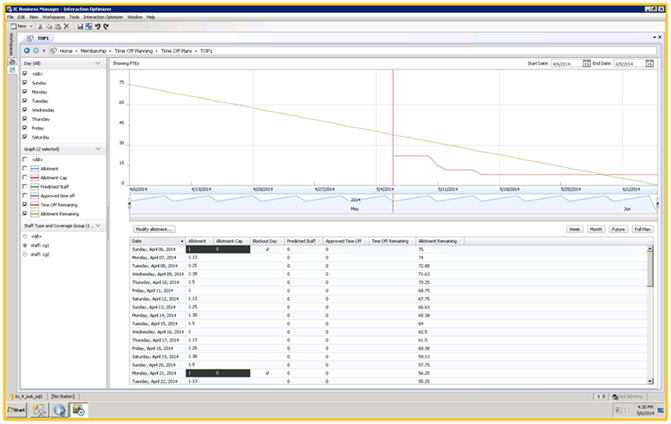 IC Business Manager - Interaction Optimizer
File Edit View Workspaces Tools Interaction Optimizer Window Help
New
Workspaces
TOP1
Home Membership Time Off Planning Time Off Plans TOP1
Day (All)
<All>
Sunday
Monday
Tuesday
Wednesday
Thursday
Friday
Saturday
Graph (2 selected)
<All>
Allotment
Allotment Cap
Predicted Staff
Approved time off
Time Off Remaining
Allotment Remaining
Staff Type and Coverage Group (1...
<All>
staff: cg1
staff: cg2
Showing FTEs
Start Date: 4/6/2014 End Date: 6/5/2014
75
60
45
30
15
0
4/6/2014 4/13/2014 4/20/2014 4/27/2014 5/4/2014 5/11/2014 5/18/2014 5/25/2014 6/1/2014
2014
May Jun
Modify allotment... Week Month Future Full Plan
Date Allotment Allotment Cap Blackout Day Predicted Staff Approved Time Off Time Off Remaining Allotment Remaining
Sunday, April 06, 2014 1 0 ✓ 0 0 75
Monday, April 07, 2014 1.13 0 0 74
Tuesday, April 08, 2014 1.25 0 0 72.88
Wednesday, April 09, 2014 1.38 0 0 71.63
Thursday, April 10, 2014 1.5 0 0 70.25
Friday, April 11, 2014 1 0 0 68.75
Saturday, April 12, 2014 1.13 0 0 67.75
Sunday, April 13, 2014 1.25 0 0 66.63
Monday, April 14, 2014 1.38 0 0 65.38
Tuesday, April 15, 2014 1.5 0 0 64
Wednesday, April 16, 2014 1 0 0 62.5
Thursday, April 17, 2014 1.13 0 0 61.5
Friday, April 18, 2014 1.25 0 0 60.38
Saturday, April 19, 2014 1.38 0 0 59.13
Sunday, April 20, 2014 1.5 0 0 57.75
Monday, April 21, 2014 1 0 ✓ 0 0 56.25
Tuesday, April 22, 2014 1.13 0 0 55.25
[No Station]
Not listening
Start
4:30 PM
5/6/2014